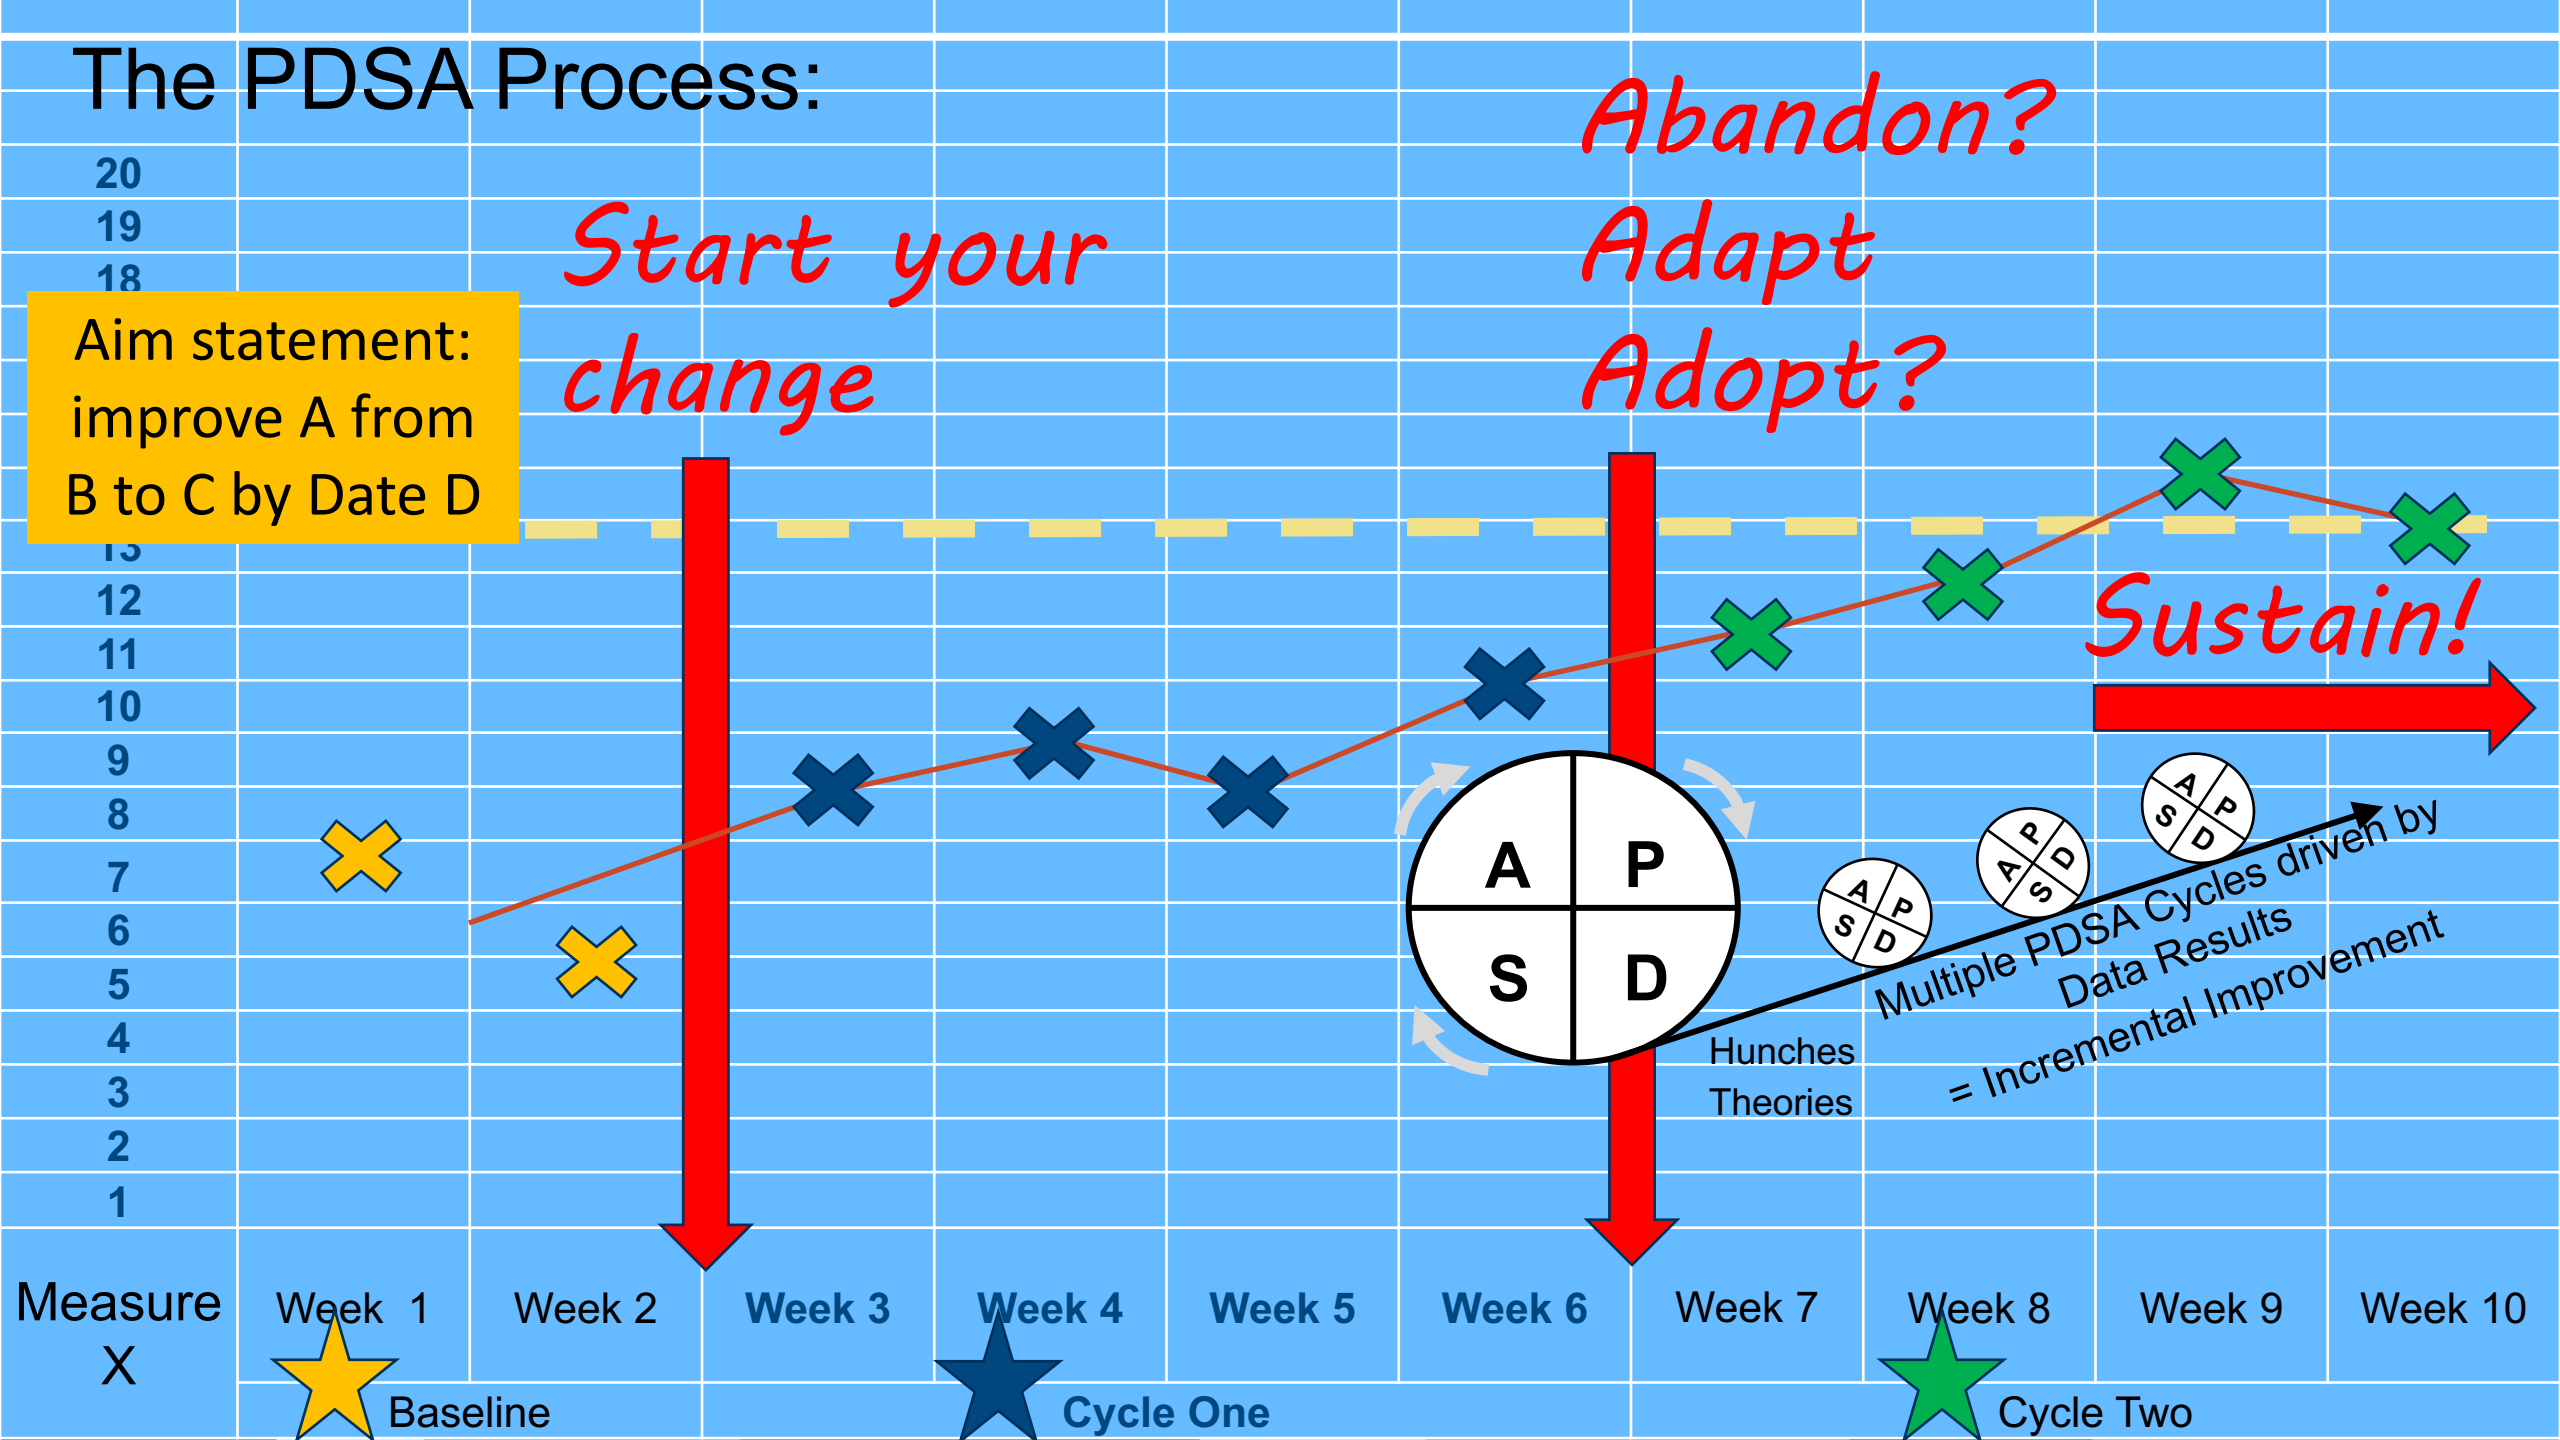 The PDSA Process:
Abandon?
Adapt
Adopt?
Start your
change
20
19
18
Aim statement:
improve A from
B to C by Date D
13
12
11
10
9
8
7
6
5
4
3
2
1
Sustain!
A P
S D
A P
S D
A P
S D
A P
S D
Multiple PDSA Cycles driven by
Data Results
= Incremental Improvement
Hunches
Theories
Measure
X
Week 1 Week 2 Week 3 Week 4 Week 5 Week 6 Week 7 Week 8 Week 9 Week 10
Baseline Cycle One Cycle Two